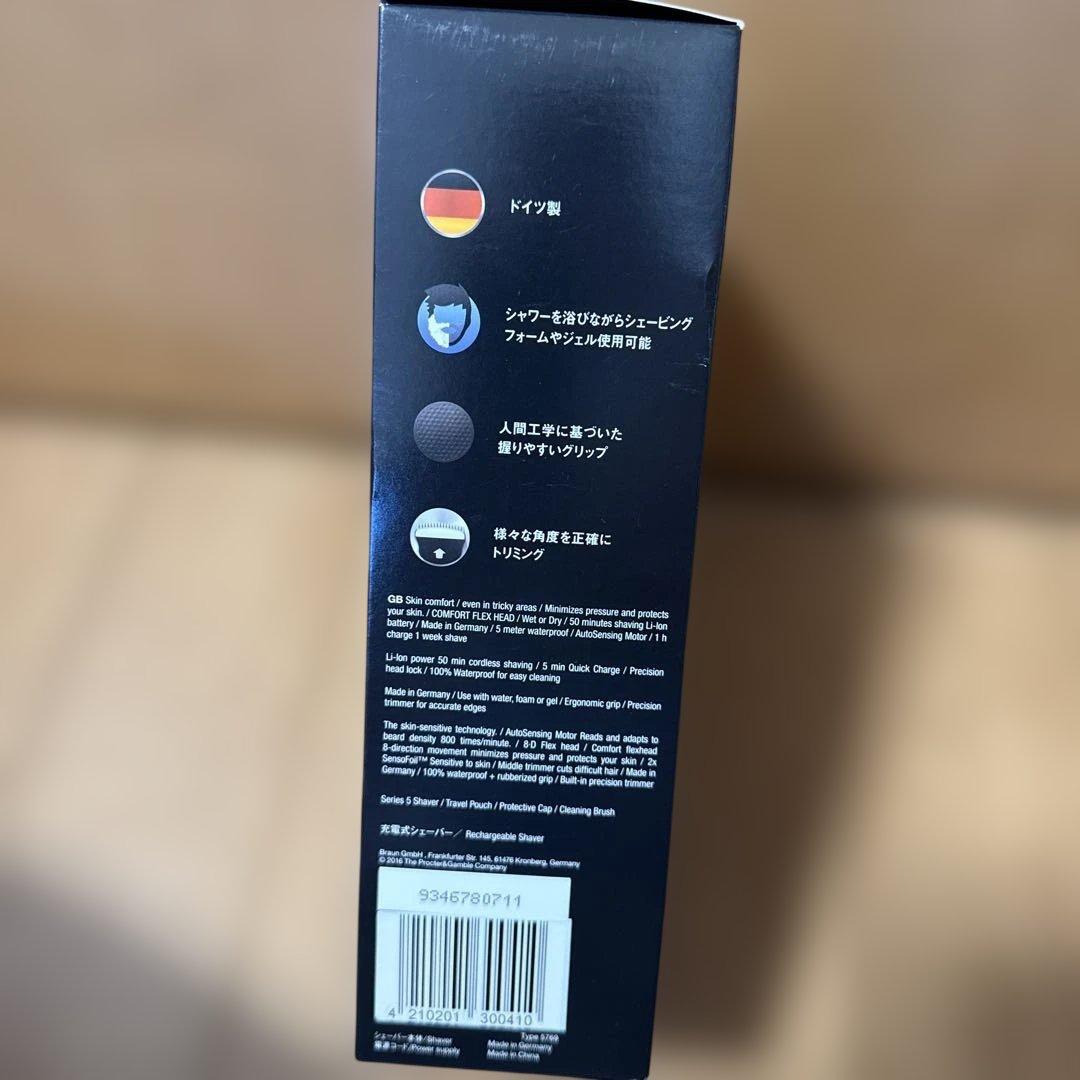 ドイツ製
シャワーを浴びながらシェービング
フォームやジェル使用可能
人間工学に基づいた
握りやすいグリップ
様々な角度を正確に
トリミング
GB Skin comfort / even in tricky areas / Minimizes pressure and protects
your skin. / COMFORT FLEX HEAD / Wet or Dry / 50 minutes shaving Li-Ion
battery / Made in Germany / 5 meter waterproof / AutoSensing Motor / 1 h
charge 1 week shave
Li-Ion power 50 min cordless shaving / 5 min Quick Charge / Precision
head lock / 100% Waterproof for easy cleaning
Made in Germany / Use with water, foam or gel / Ergonomic grip / Precision
trimmer for accurate edges
The skin-sensitive technology. / AutoSensing Motor Reads and adapts to
beard density 800 times/minute. / 8-D Flex head / Comfort flexhead
8-direction movement minimizes pressure and protects your skin / 2x
SensoFoil™ Sensitive to skin / Middle trimmer cuts difficult hair / Made in
Germany / 100% waterproof + rubberized grip / Built-in precision trimmer
Series 5 Shaver / Travel Pouch / Protective Cap / Cleaning Brush
充電式シェーバー／ Rechargeable Shaver
Braun GmbH, Frankfurter Str. 145, 61476 Kronberg, Germany
© 2016 The Procter&Gamble Company
9346780711
4 210201 300410
Type 5769
シェーバー本体/Shaver Made in Germany
電源コード/Power supply Made in China